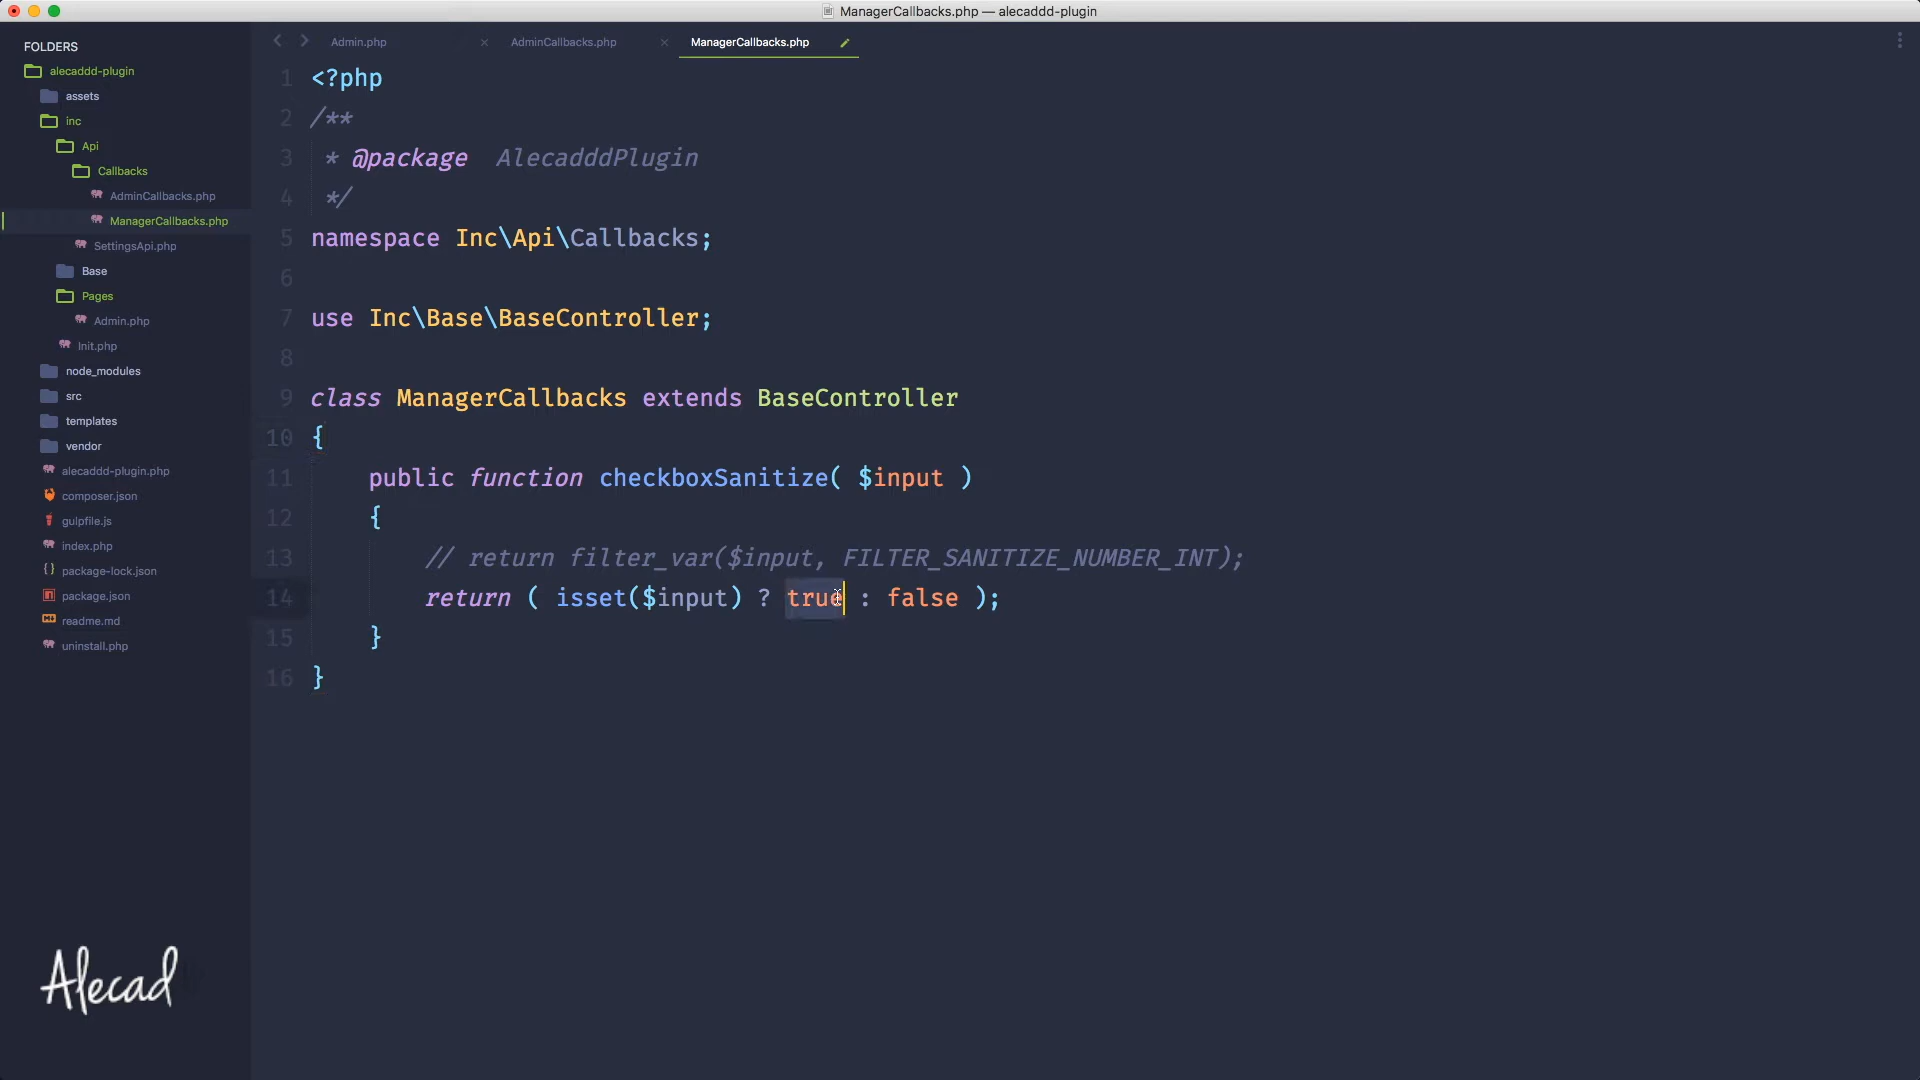 ManagerCallbacks.php — alecaddd-plugin
FOLDERS
alecaddd-plugin
assets
inc
Api
Callbacks
AdminCallbacks.php
ManagerCallbacks.php
SettingsApi.php
Base
Pages
Admin.php
Init.php
node_modules
src
templates
vendor
alecaddd-plugin.php
composer.json
gulpfile.js
index.php
package-lock.json
package.json
readme.md
uninstall.php
Alecad
Admin.php
AdminCallbacks.php
ManagerCallbacks.php
1 <?php
2 /**
3 * @package AlecadddPlugin
4 */
5 namespace Inc\Api\Callbacks;
6
7 use Inc\Base\BaseController;
8
9 class ManagerCallbacks extends BaseController
10 {
11 public function checkboxSanitize( $input )
12 {
13 // return filter_var($input, FILTER_SANITIZE_NUMBER_INT);
14 return ( isset($input) ? true : false );
15 }
16 }